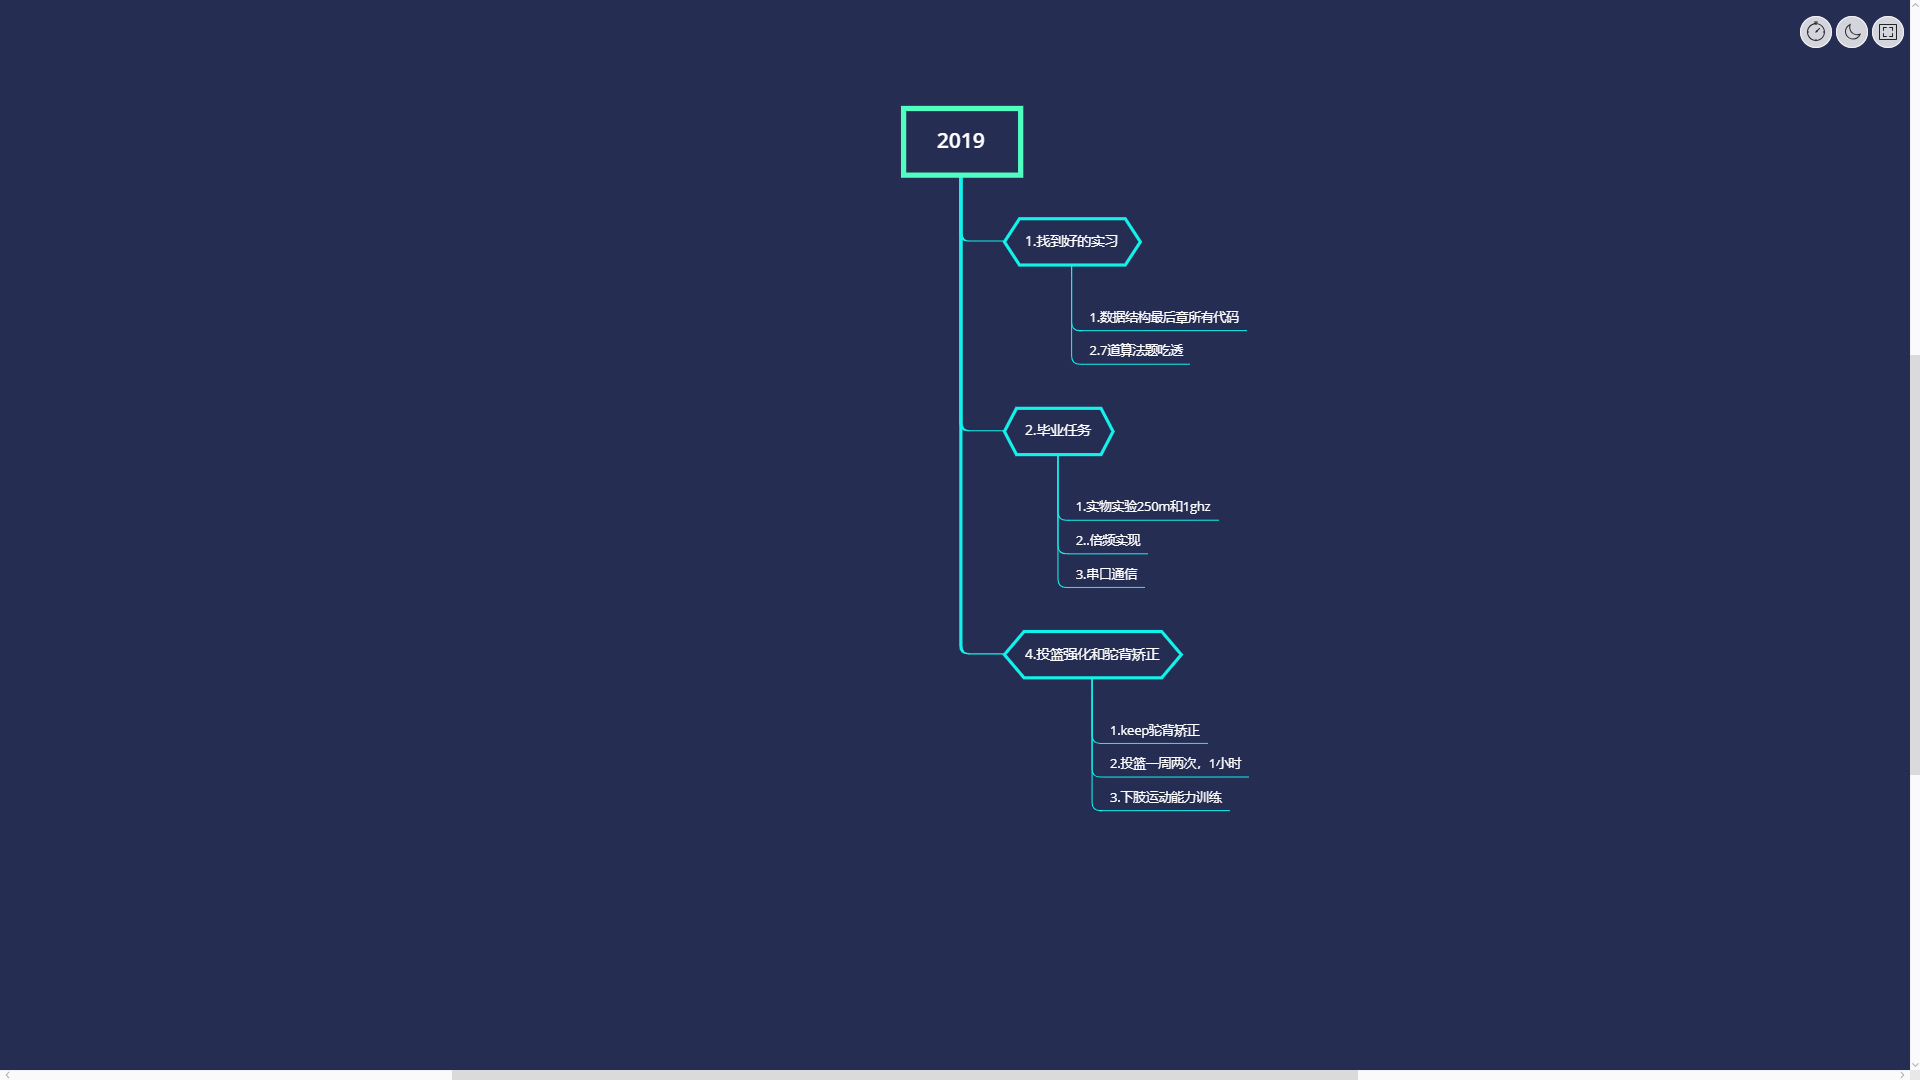 2019
1.找到好的实习
1.数据结构最后章所有代码
2.7道算法题吃透
2.毕业任务
1.实物实验250m和1ghz
2..倍频实现
3.串口通信
4.投篮强化和驼背矫正
1.keep驼背矫正
2.投篮一周两次，1小时
3.下肢运动能力训练